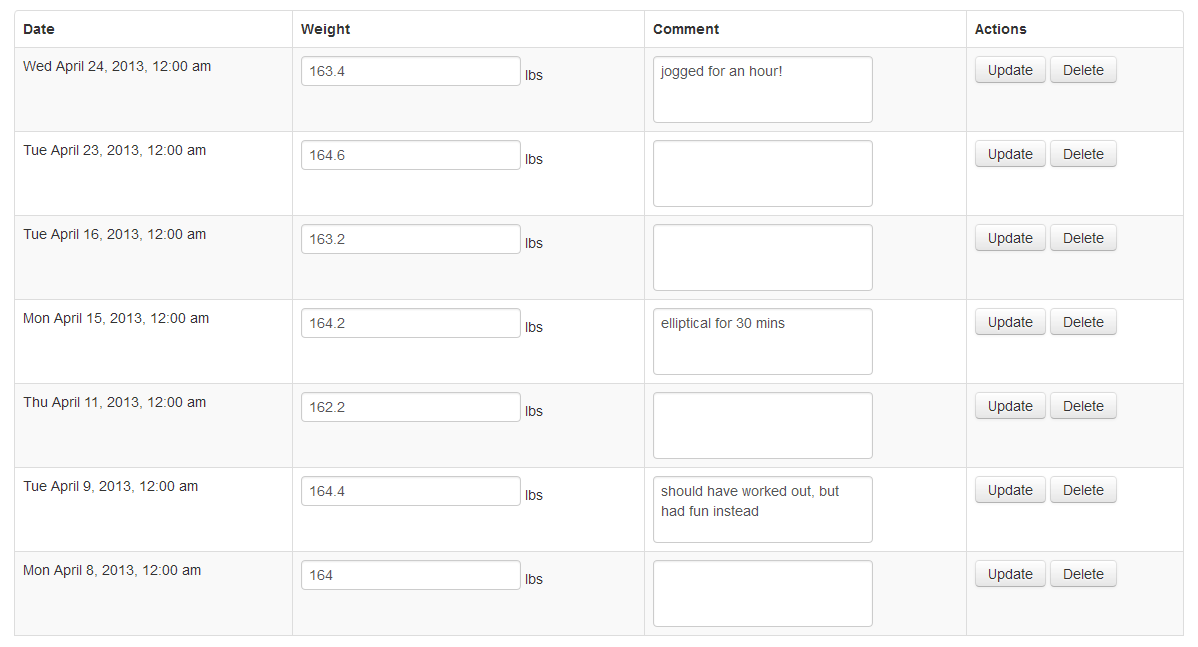 Date Weight Comment Actions
Wed April 24, 2013, 12:00 am 163.4 lbs jogged for an hour! Update Delete
Tue April 23, 2013, 12:00 am 164.6 lbs Update Delete
Tue April 16, 2013, 12:00 am 163.2 lbs Update Delete
Mon April 15, 2013, 12:00 am 164.2 lbs elliptical for 30 mins Update Delete
Thu April 11, 2013, 12:00 am 162.2 lbs Update Delete
Tue April 9, 2013, 12:00 am 164.4 lbs should have worked out, but Update Delete
had fun instead
Mon April 8, 2013, 12:00 am 164 lbs Update Delete